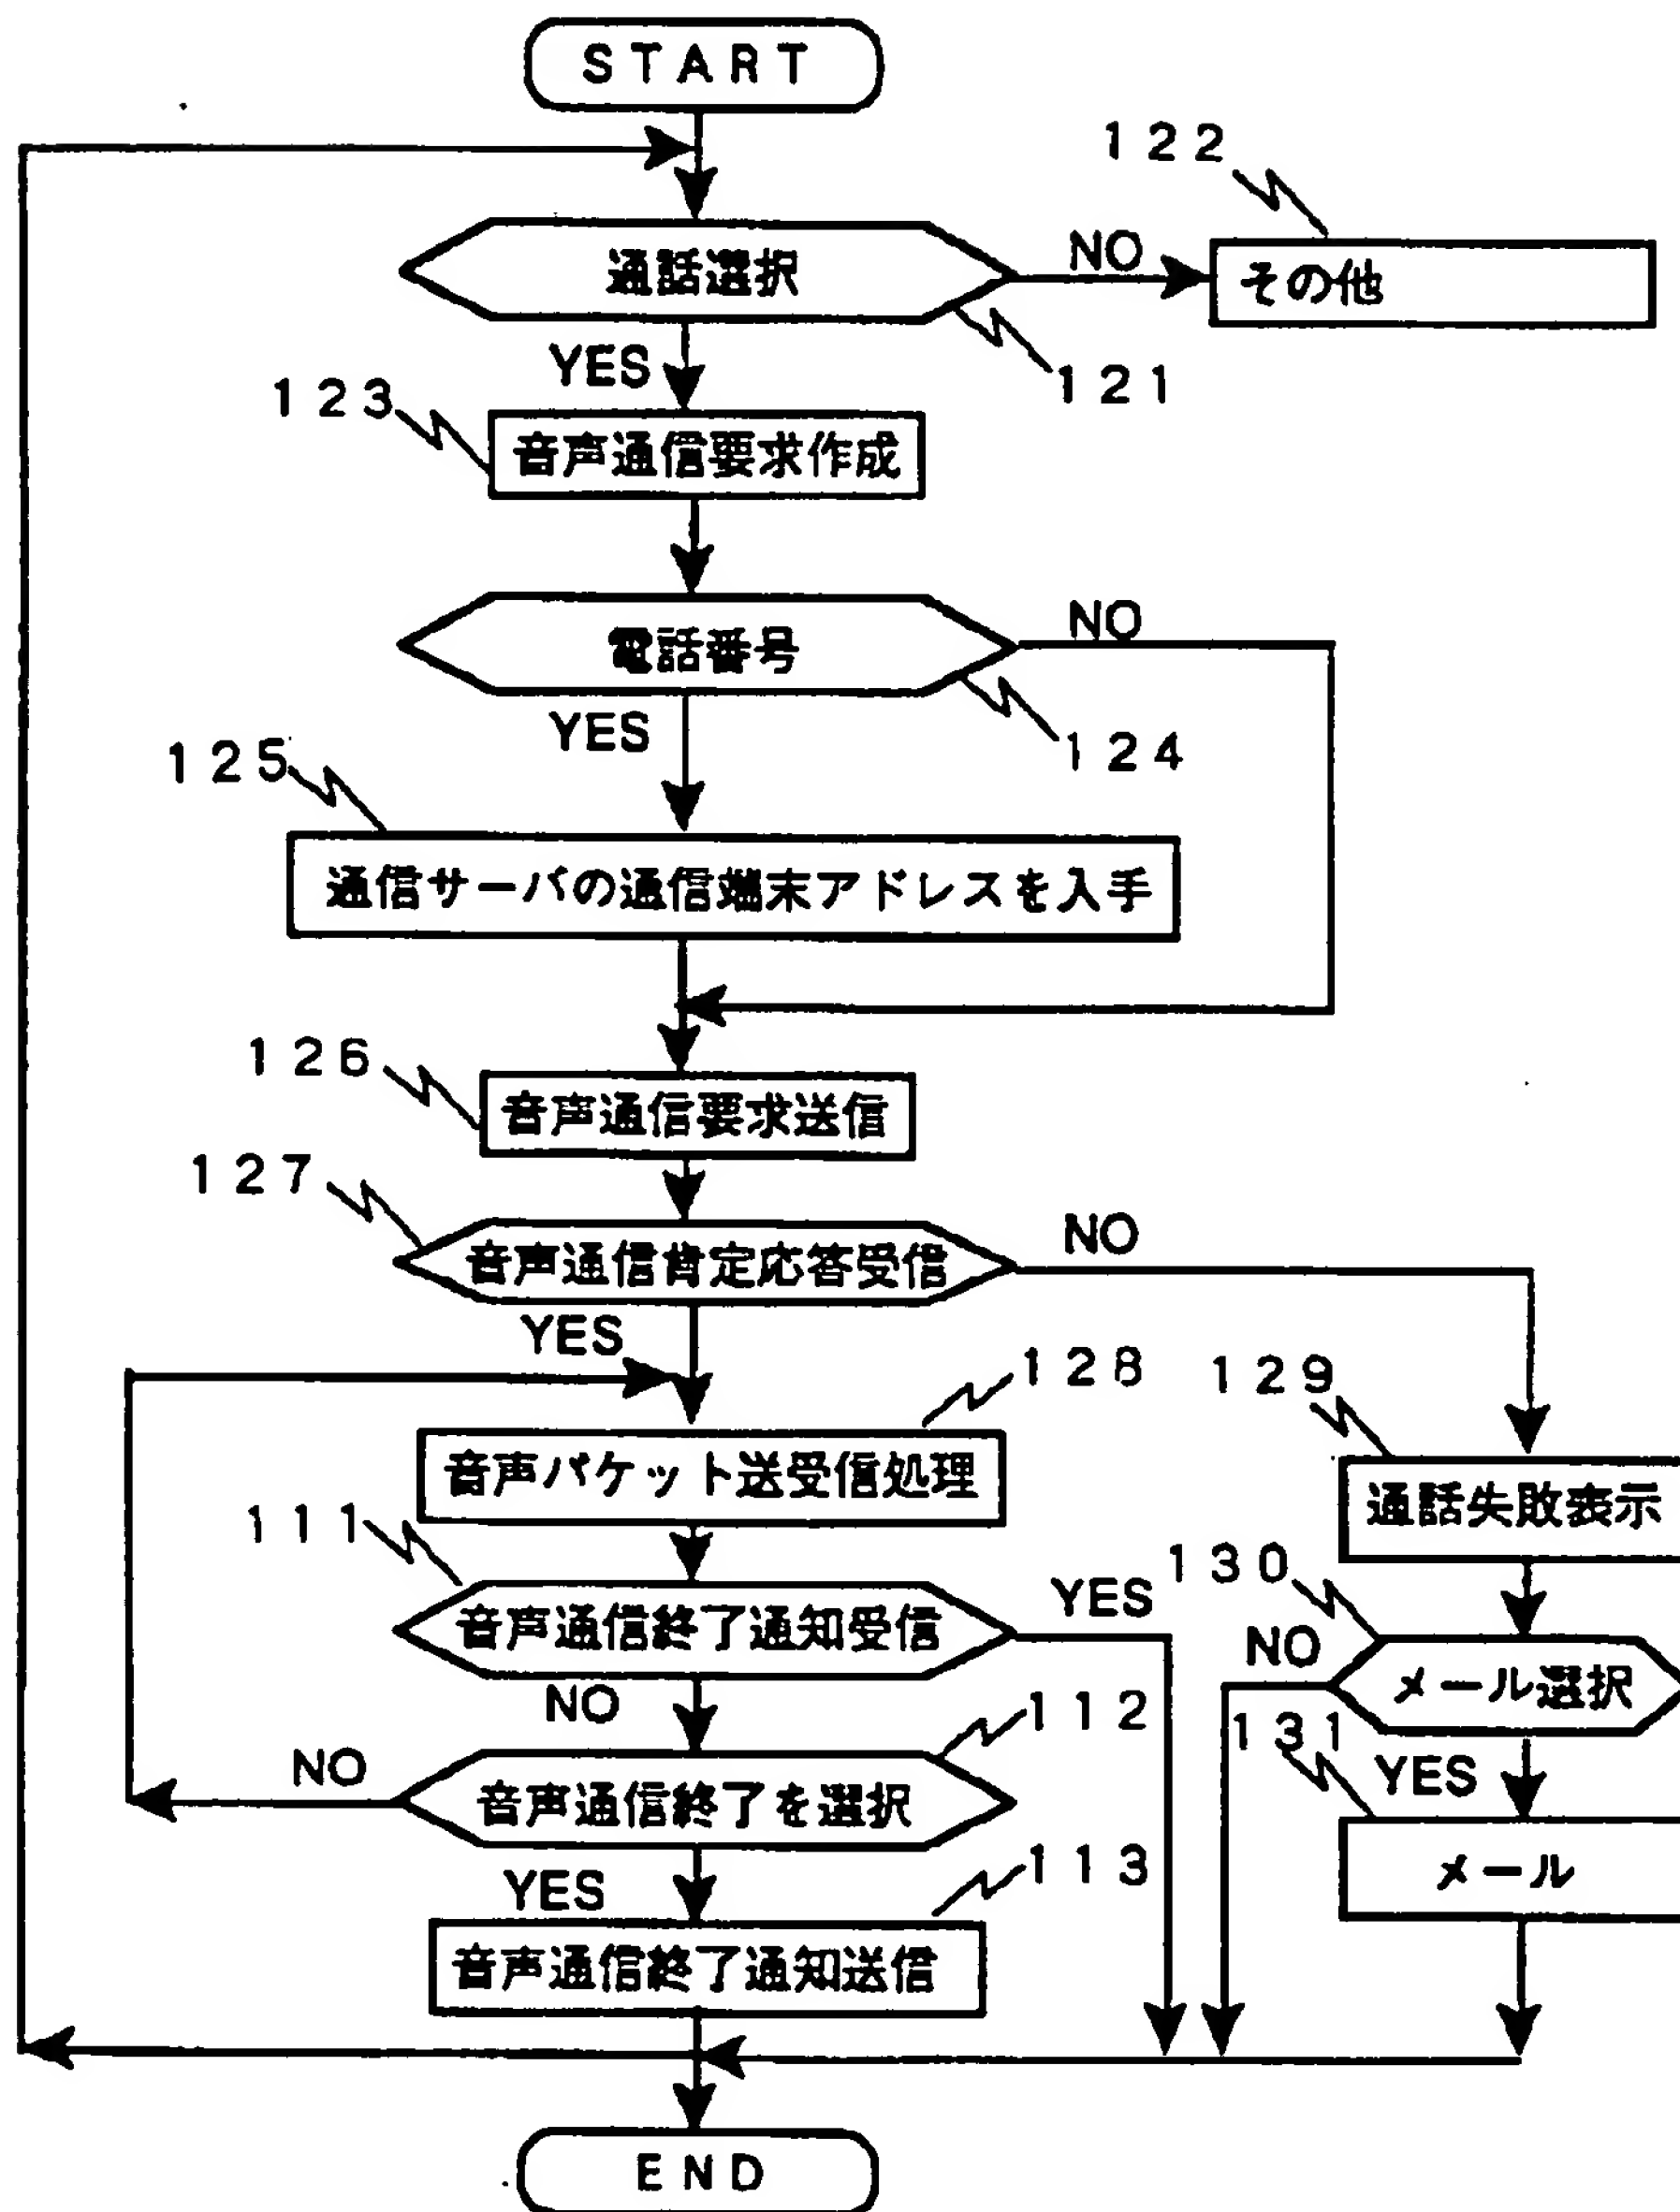 START
122
通話選択
NO
その他
121
YES
123
音声通信要求作成
電話番号
NO
124
YES
125
通信サーバの通信端末アドレスを入手
126
音声通信要求送信
127
音声通信肯定応答受信
NO
YES
128
129
音声パケット送受信処理
通話失敗表示
111
130
音声通信終了通知受信
YES
NO
メール選択
NO
112
131
YES
NO
音声通信終了を選択
メール
113
YES
音声通信終了通知送信
END